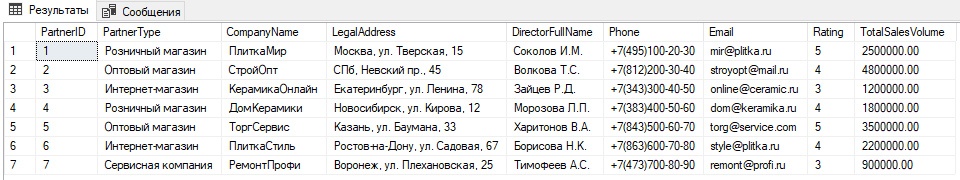 Результаты Сообщения
PartnerID PartnerType CompanyName LegalAddress DirectorFullName Phone Email Rating TotalSalesVolume
1 1 Розничный магазин ПлиткаМир Москва, ул. Тверская, 15 Соколов И.М. +7(495)100-20-30 mir@plitka.ru 5 2500000.00
2 2 Оптовый магазин СтройОпт СПб, Невский пр., 45 Волкова Т.С. +7(812)200-30-40 stroyopt@mail.ru 4 4800000.00
3 3 Интернет-магазин КерамикаОнлайн Екатеринбург, ул. Ленина, 78 Зайцев Р.Д. +7(343)300-40-50 online@ceramic.ru 3 1200000.00
4 4 Розничный магазин ДомКерамики Новосибирск, ул. Кирова, 12 Морозова Л.П. +7(383)400-50-60 dom@keramika.ru 4 1800000.00
5 5 Оптовый магазин ТоргСервис Казань, ул. Баумана, 33 Харитонов В.А. +7(843)500-60-70 torg@service.com 5 3500000.00
6 6 Интернет-магазин ПлиткаСтиль Ростов-на-Дону, ул. Садовая, 67 Борисова Н.К. +7(863)600-70-80 style@plitka.ru 4 2200000.00
7 7 Сервисная компания РемонтПрофи Воронеж, ул. Плехановская, 25 Тимофеев А.С. +7(473)700-80-90 remont@profi.ru 3 900000.00